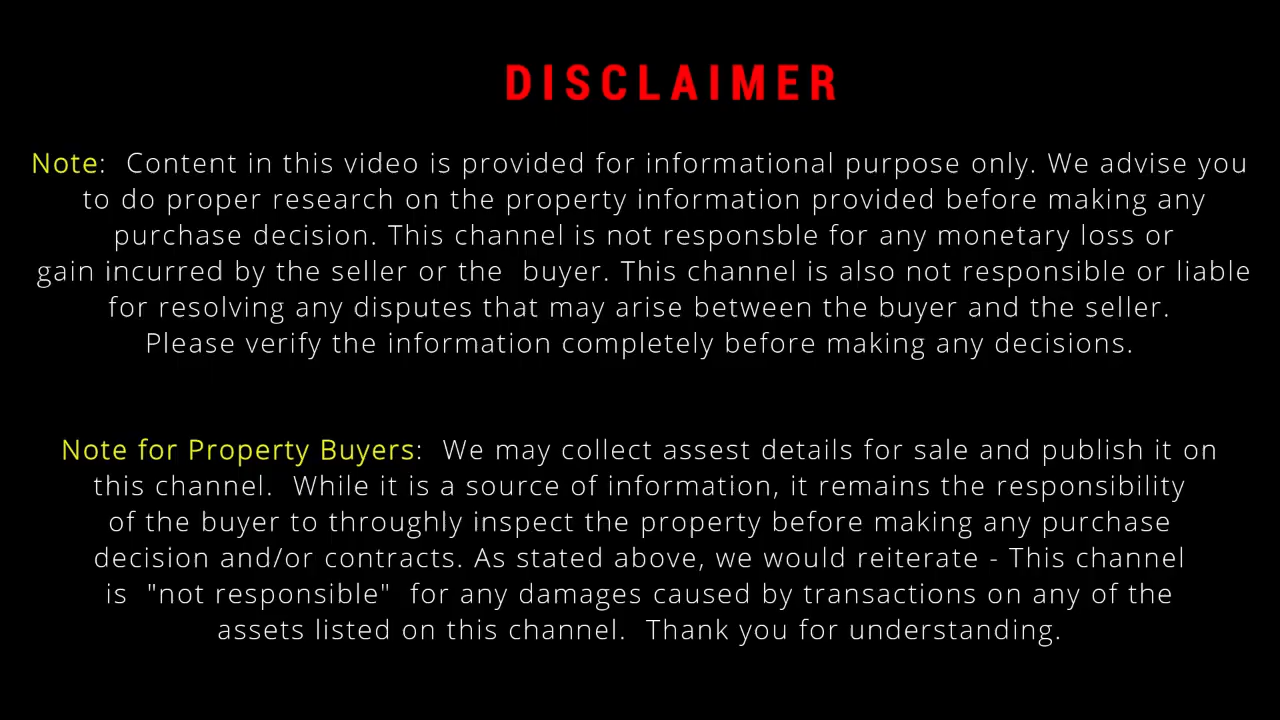 DISCLAIMER
Note:  Content in this video is provided for informational purpose only. We advise you
to do proper research on the property information provided before making any
purchase decision. This channel is not responsble for any monetary loss or
gain incurred by the seller or the  buyer. This channel is also not responsible or liable
for resolving any disputes that may arise between the buyer and the seller.
Please verify the information completely before making any decisions.
Note for Property Buyers:  We may collect assest details for sale and publish it on
this channel.  While it is a source of information, it remains the responsibility
of the buyer to throughly inspect the property before making any purchase
decision and/or contracts. As stated above, we would reiterate - This channel
is  "not responsible"  for any damages caused by transactions on any of the
assets listed on this channel.  Thank you for understanding.